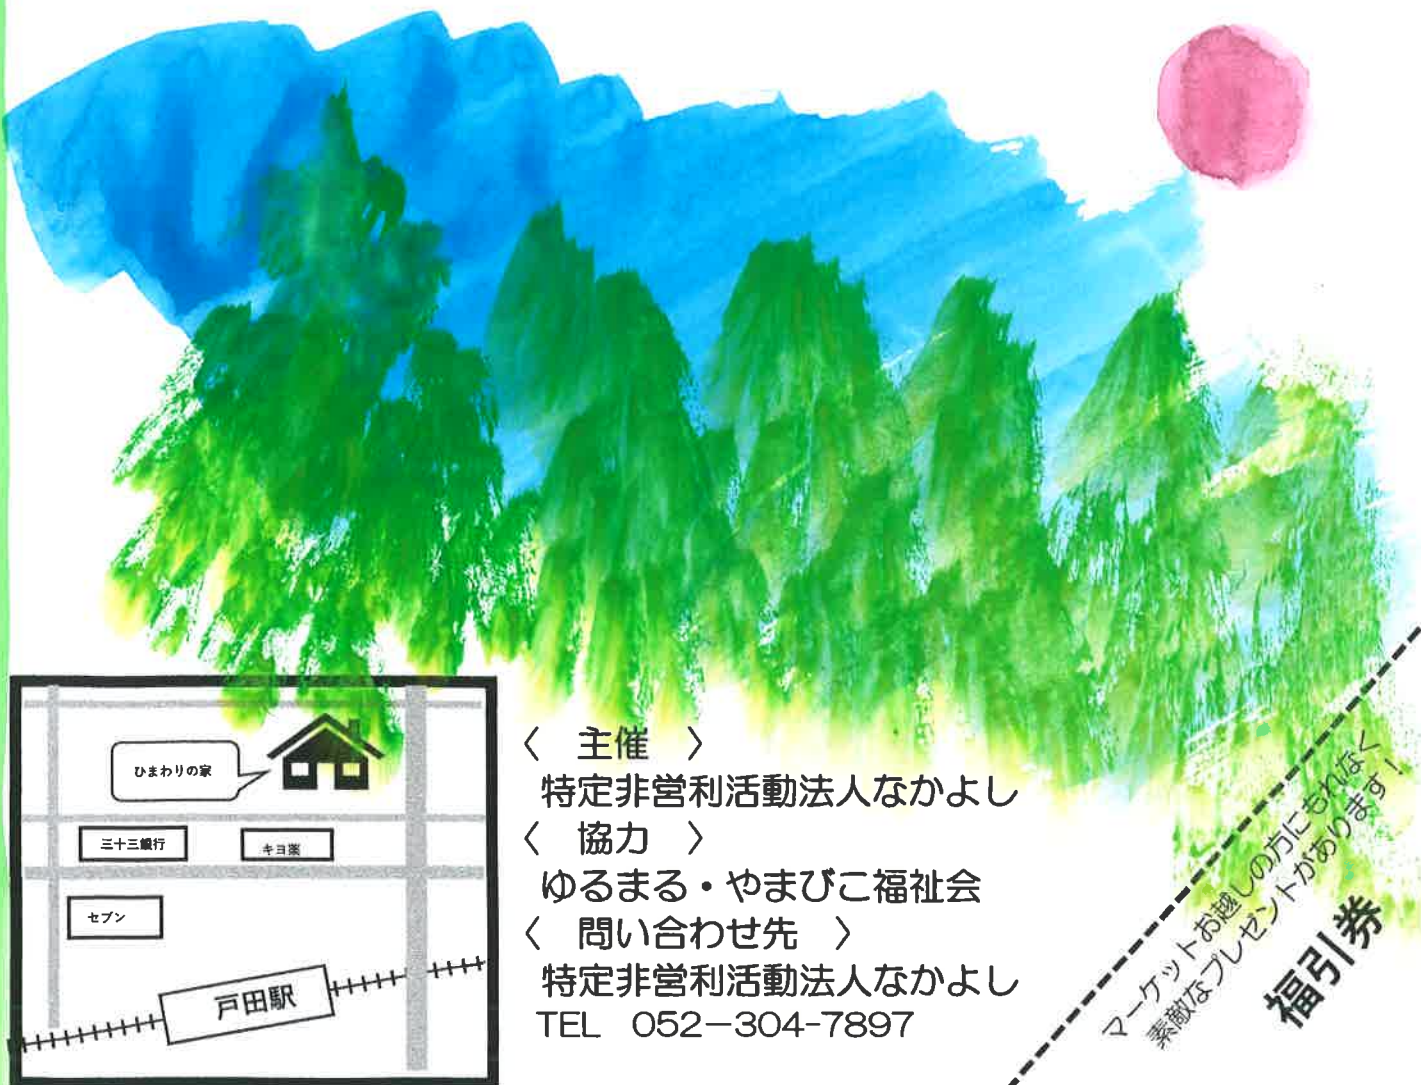 ひまわりの家
三十三銀行
キヨ薬
セブン
戸田駅
〈 主催 〉
特定非営利活動法人なかよし
〈 協力 〉
ゆるまる・やまびこ福祉会
〈 問い合わせ先 〉
特定非営利活動法人なかよし
TEL 052－304-7897
マーケットお越しの方にもれなく
素敵なプレゼントがあります！
福引券